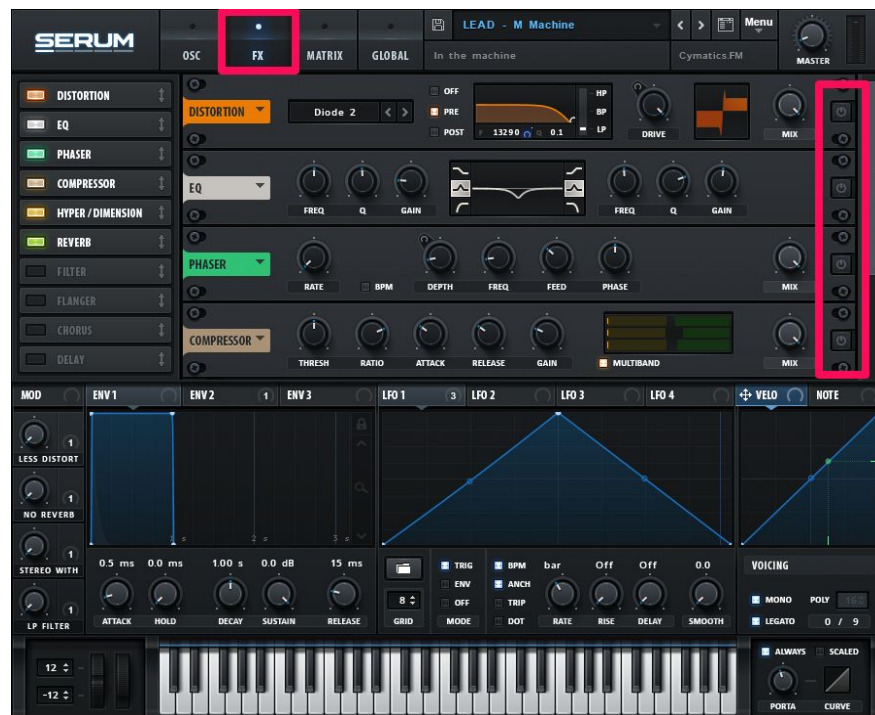 SERUM
OSC FX MATRIX GLOBAL
LEAD - M Machine
Menu
In the machine
Cymatics.FM
MASTER
DISTORTION
EQ
PHASER
COMPRESSOR
HYPER / DIMENSION
REVERB
FILTER
FLANGER
CHORUS
DELAY
DISTORTION
Diode 2
OFF
PRE
POST
F 13290 Q 0.1
HP
BP
LP
DRIVE
MIX
EQ
FREQ Q GAIN
FREQ Q GAIN
PHASER
RATE BPM DEPTH FREQ FEED PHASE MIX
COMPRESSOR
THRESH RATIO ATTACK RELEASE GAIN MULTIBAND MIX
MOD ENV 1 ENV 2 1 ENV 3 LFO 1 3 LFO 2 LFO 3 LFO 4 VELO NOTE
1
LESS DISTORT
1
NO REVERB
1
STEREO WITH
1
LP FILTER
1 s 2 s 3 s
0.5 ms 0.0 ms 1.00 s 0.0 dB 15 ms
ATTACK HOLD DECAY SUSTAIN RELEASE
8
GRID
TRIG
ENV
OFF
MODE
BPM
ANCH
TRIP
DOT
bar Off Off 0.0
RATE RISE DELAY SMOOTH
VOICING
MONO POLY 16
LEGATO 0 / 9
ALWAYS SCALED
PORTA CURVE
12
-12